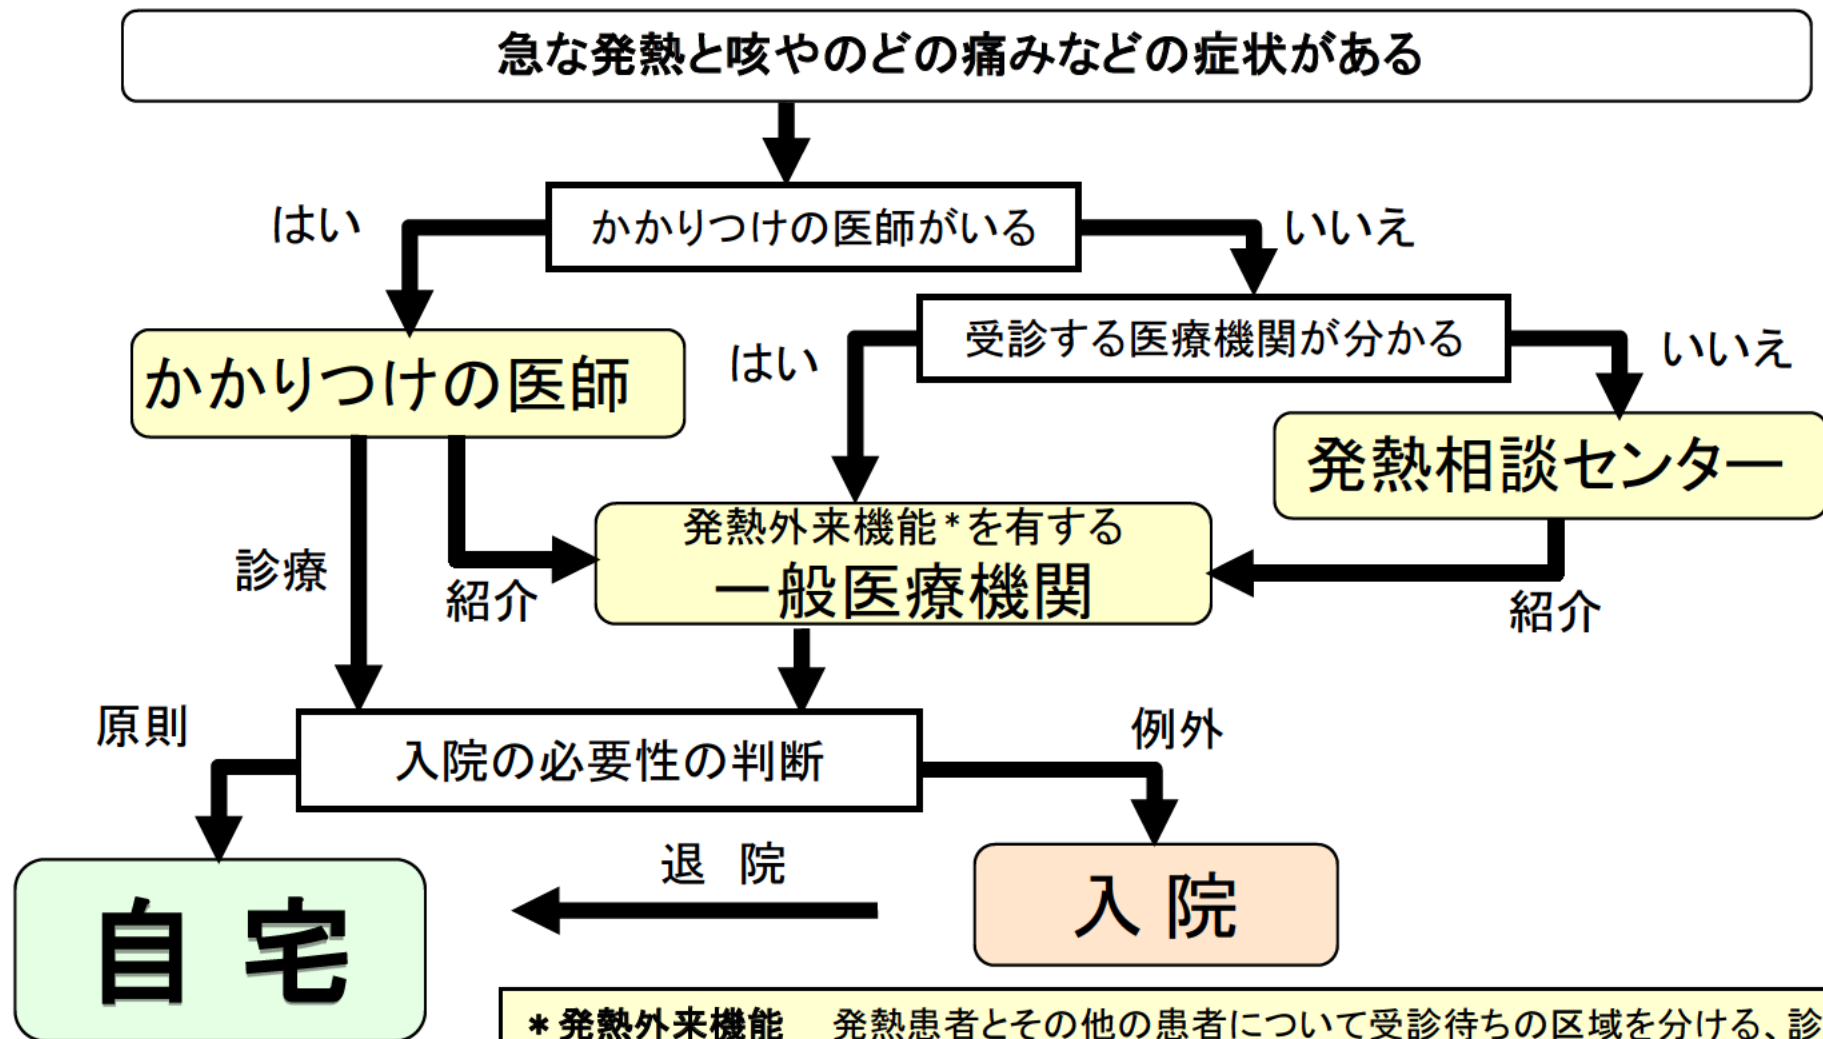 急な発熱と咳やのどの痛みなどの症状がある
かかりつけの医師がいる
はい
いいえ
受診する医療機関が分かる
はい
いいえ
かかりつけの医師
発熱相談センター
発熱外来機能*を有する
一般医療機関
診療
紹介
紹介
原則
入院の必要性の判断
例外
自 宅
退 院
入 院
*発熱外来機能 発熱患者とその他の患者について受診待ちの区域を分ける、診